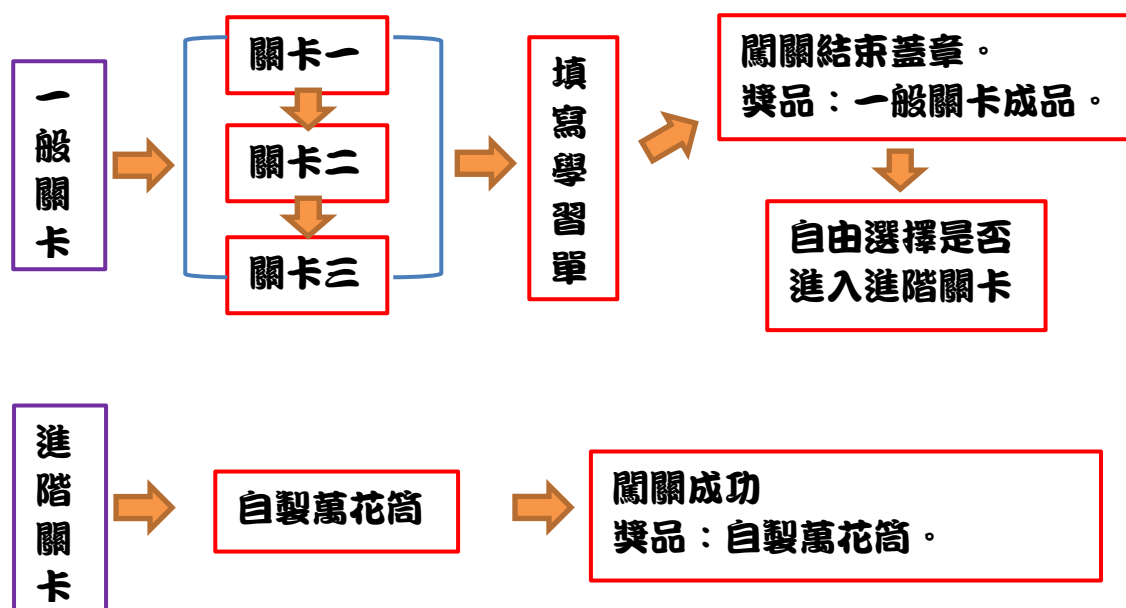 一般關卡
關卡一
關卡二
關卡三
填寫學習單
闖關結束蓋章。
獎品：一般關卡成品。
自由選擇是否
進入進階關卡
進階關卡
自製萬花筒
闖關成功
獎品：自製萬花筒。